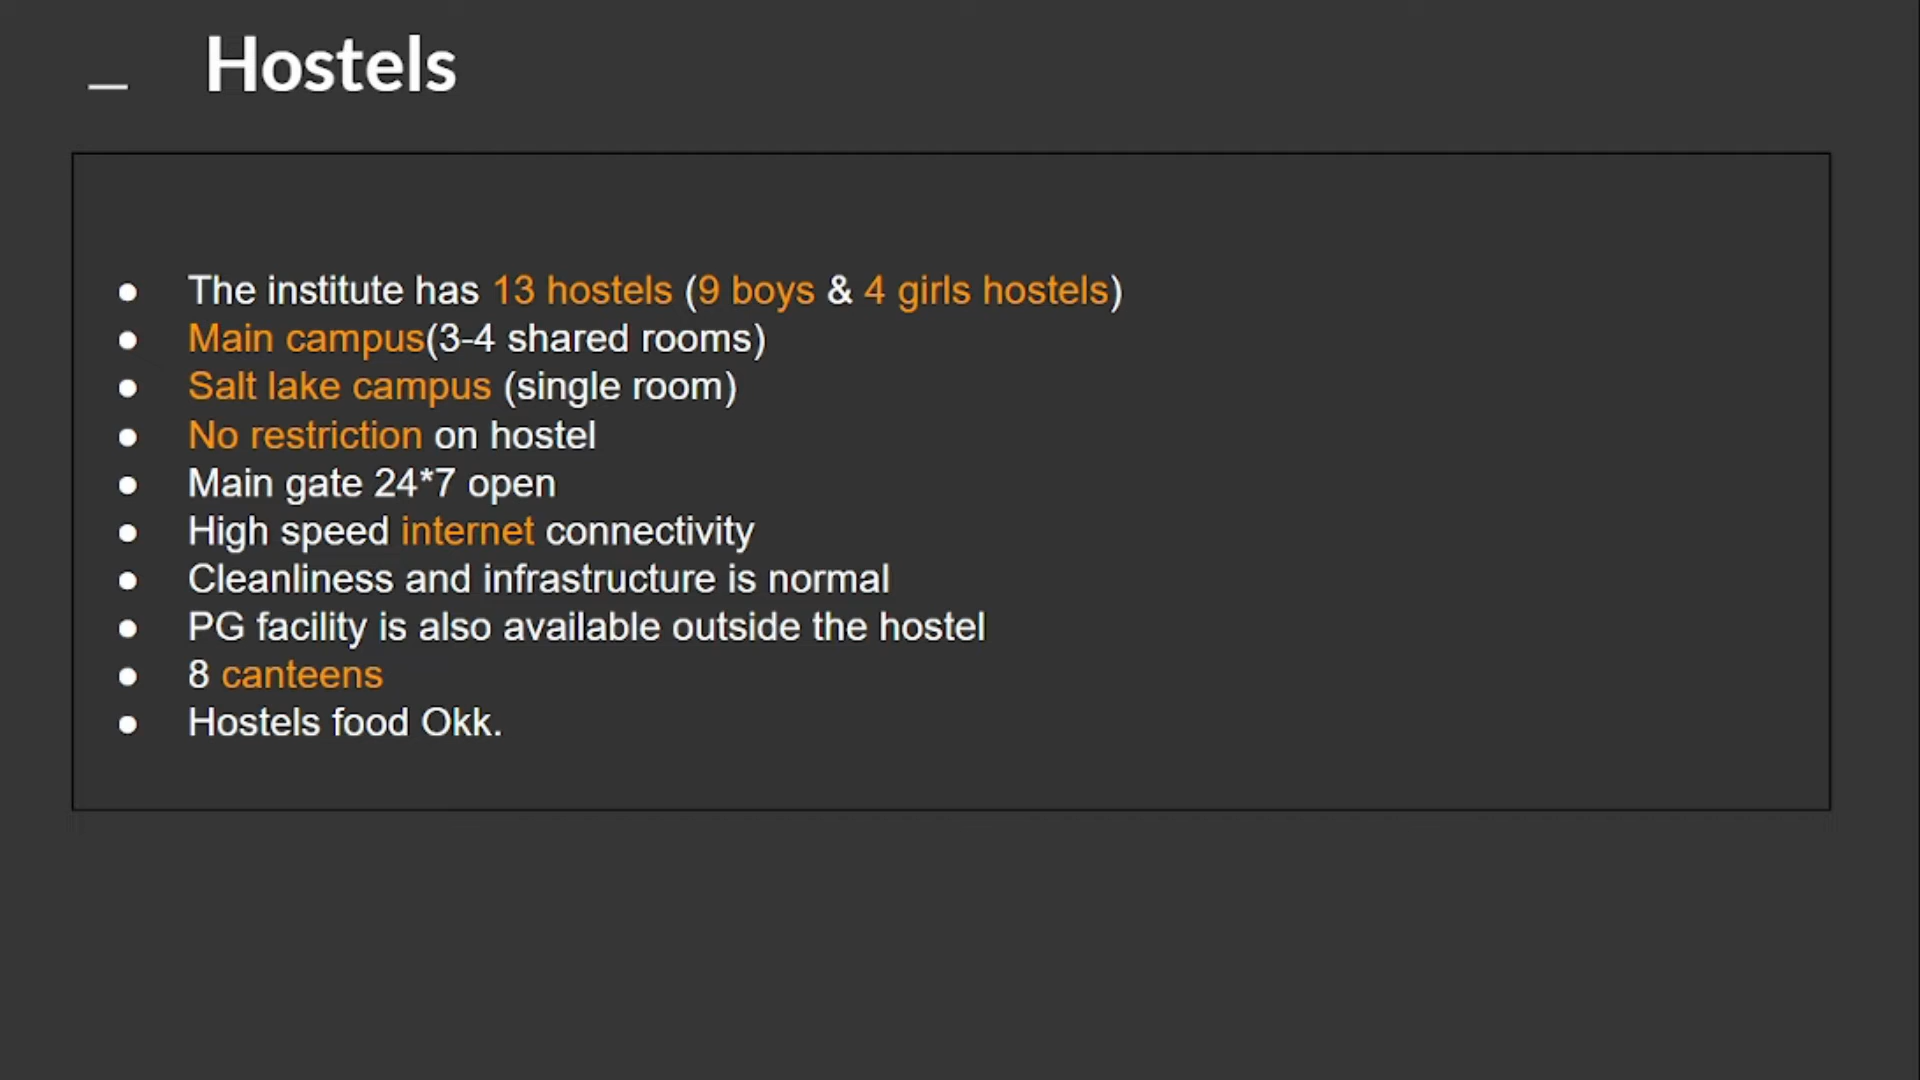 Hostels
● The institute has 13 hostels (9 boys & 4 girls hostels)
● Main campus(3-4 shared rooms)
● Salt lake campus (single room)
● No restriction on hostel
● Main gate 24*7 open
● High speed internet connectivity
● Cleanliness and infrastructure is normal
● PG facility is also available outside the hostel
● 8 canteens
● Hostels food Okk.